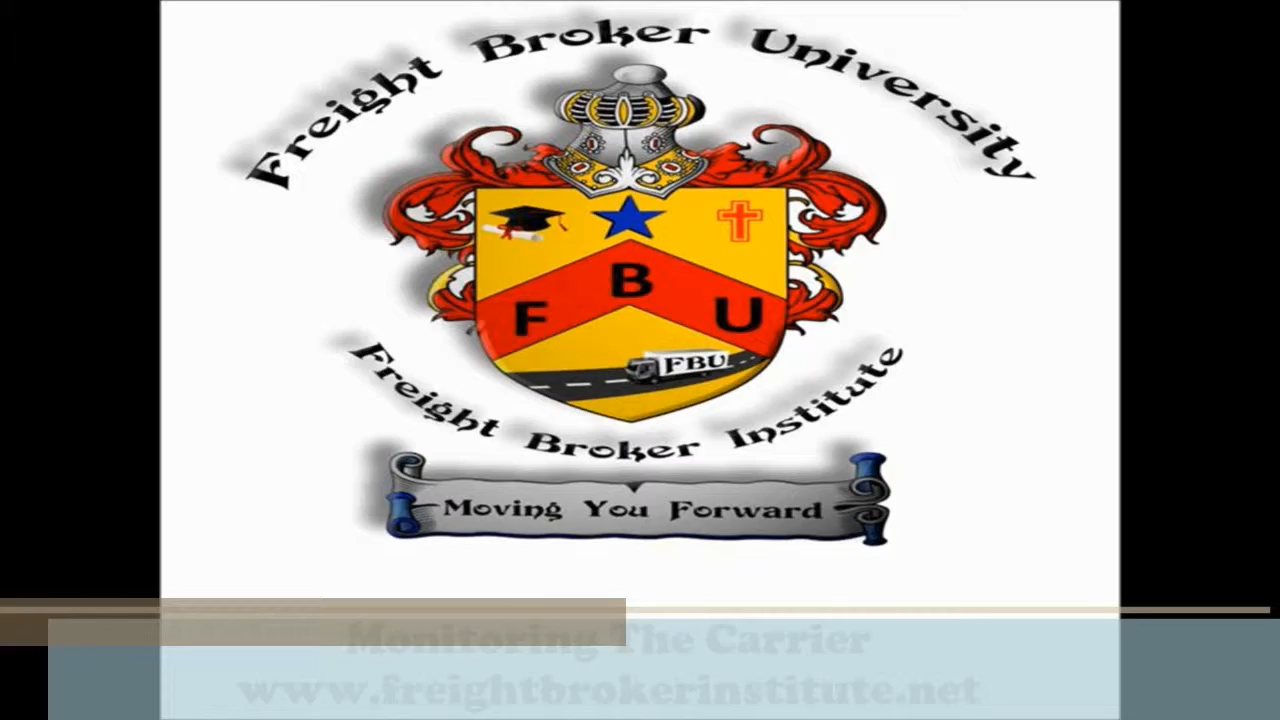 Freight Broker University
F B U
FBU
Freight Broker Institute
Moving You Forward
Monitoring The Carrier
www.freightbrokerinstitute.net